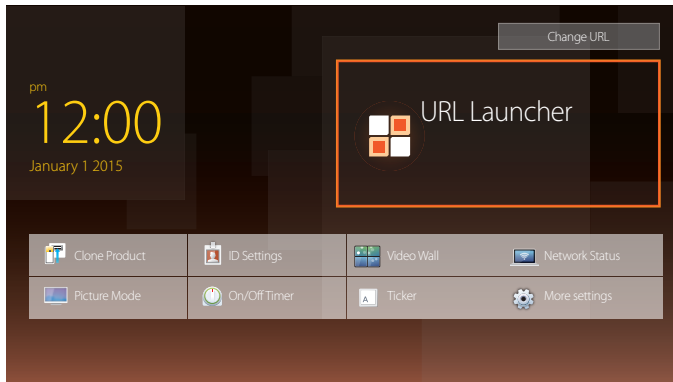 Change URL
pm
12:00
January 1 2015
URL Launcher
Clone Product
ID Settings
Video Wall
Network Status
Picture Mode
On/Off Timer
A
Ticker
More settings